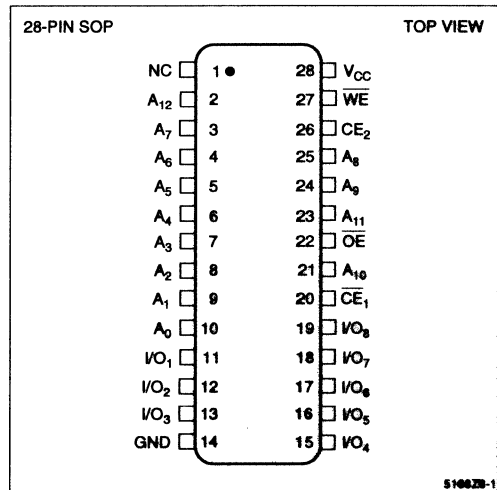 28-PIN SOP TOP VIEW
NC 1 28 VCC
A12 2 27 WE
A7 3 26 CE2
A6 4 25 A8
A5 5 24 A9
A4 6 23 A11
A3 7 22 OE
A2 8 21 A10
A1 9 20 CE1
A0 10 19 I/O8
I/O1 11 18 I/O7
I/O2 12 17 I/O6
I/O3 13 16 I/O5
GND 14 15 I/O4